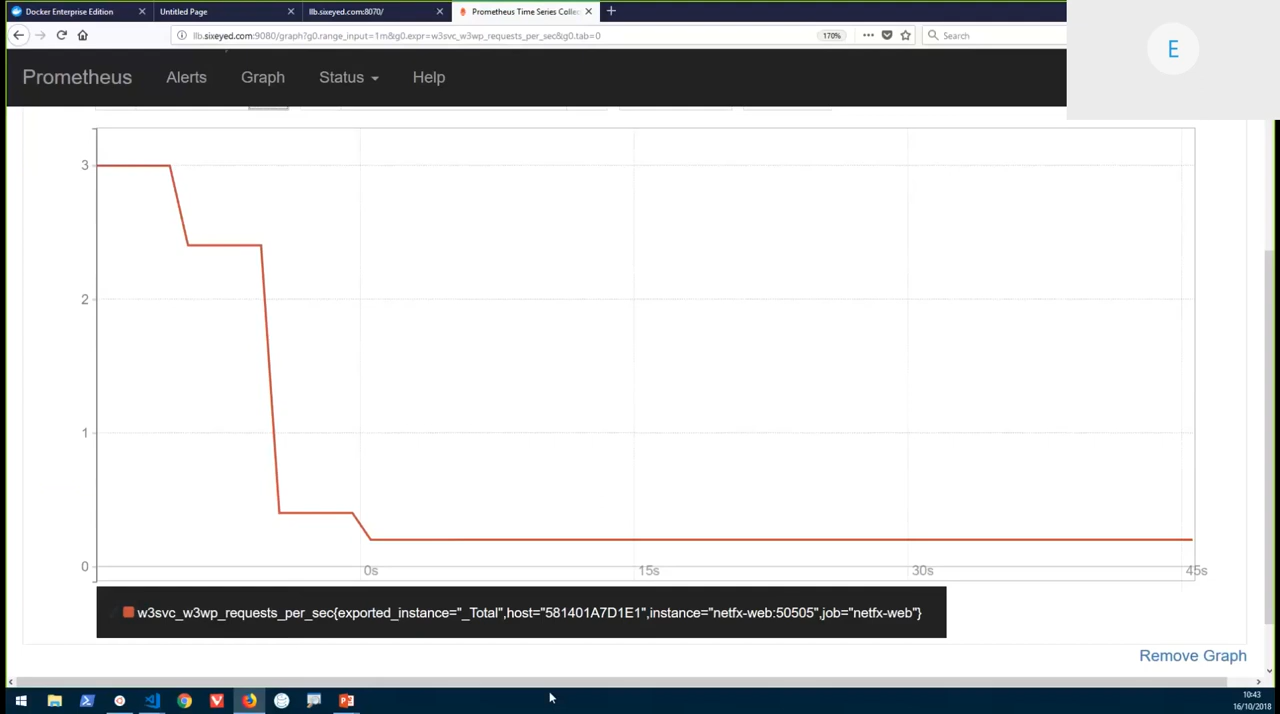 Docker Enterprise Edition
Untitled Page
llb.sixeyed.com:8070/
Prometheus Time Series Collec
llb.sixeyed.com:9080/graph?g0.range_input=1m&g0.expr=w3svc_w3wp_requests_per_sec&g0.tab=0
170%
Search
E
Prometheus
Alerts
Graph
Status
Help
3
2
1
0
0s
15s
30s
45s
w3svc_w3wp_requests_per_sec{exported_instance="_Total",host="581401A7D1E1",instance="netfx-web:50505",job="netfx-web"}
Remove Graph
10:43
16/10/2018